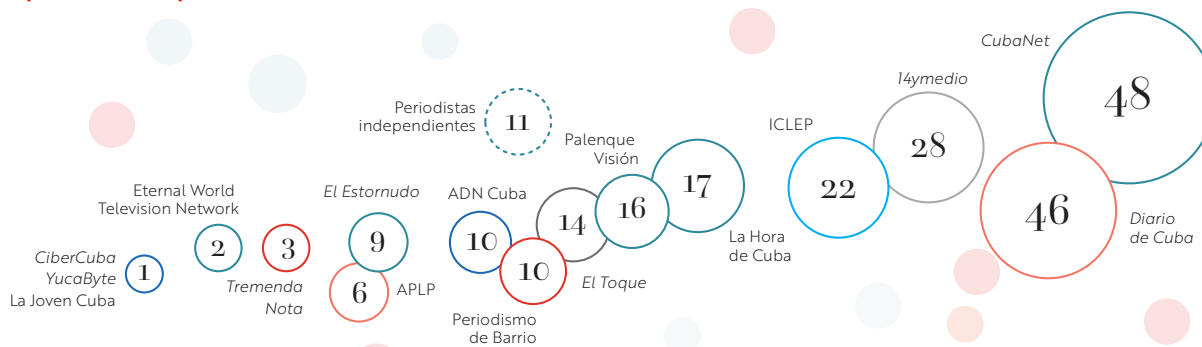 CubaNet
48
14ymedio
28
Periodistas
independientes
11
ICLEP
22
Palenque
Visión
16
17
La Hora
de Cuba
46
Diario
de Cuba
Eternal World
Television Network
2
El Estornudo
9
ADN Cuba
10
14
El Toque
3
Tremenda
Nota
CiberCuba
YucaByte
La Joven Cuba
1
6
APLP
10
Periodismo
de Barrio